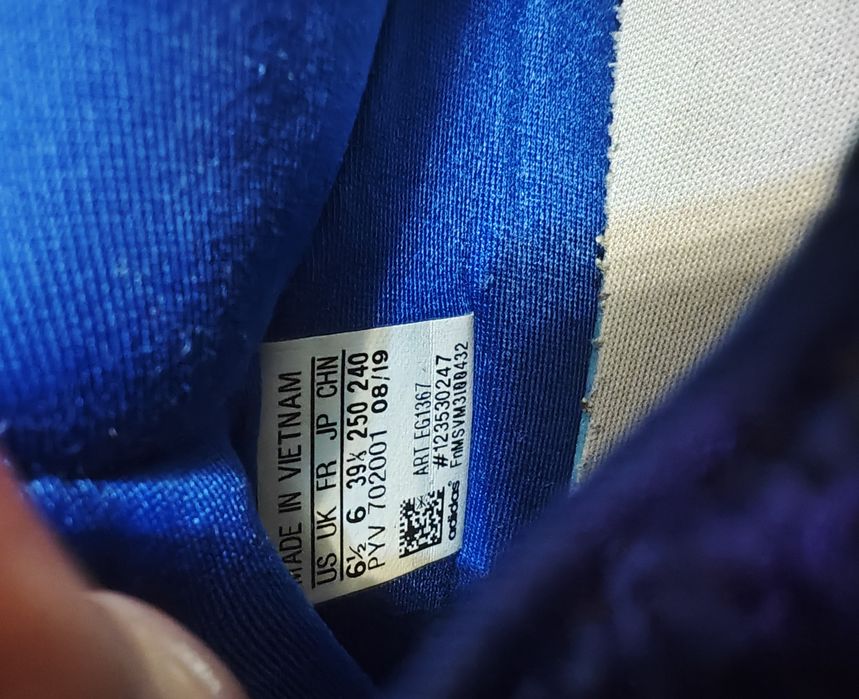 MADE IN VIETNAM
US UK FR JP CHN
6½ 6 39⅓ 250 240
PYV 702001 08/19
ART EG1367
#123530247
adidas